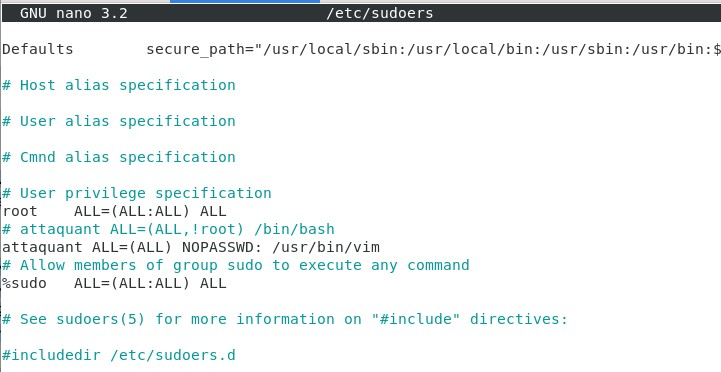 GNU nano 3.2 /etc/sudoers
Defaults secure_path="/usr/local/sbin:/usr/local/bin:/usr/sbin:/usr/bin:$
# Host alias specification
# User alias specification
# Cmnd alias specification
# User privilege specification
root ALL=(ALL:ALL) ALL
# attaquant ALL=(ALL,!root) /bin/bash
attaquant ALL=(ALL) NOPASSWD: /usr/bin/vim
# Allow members of group sudo to execute any command
%sudo ALL=(ALL:ALL) ALL
# See sudoers(5) for more information on "#include" directives:
#includedir /etc/sudoers.d